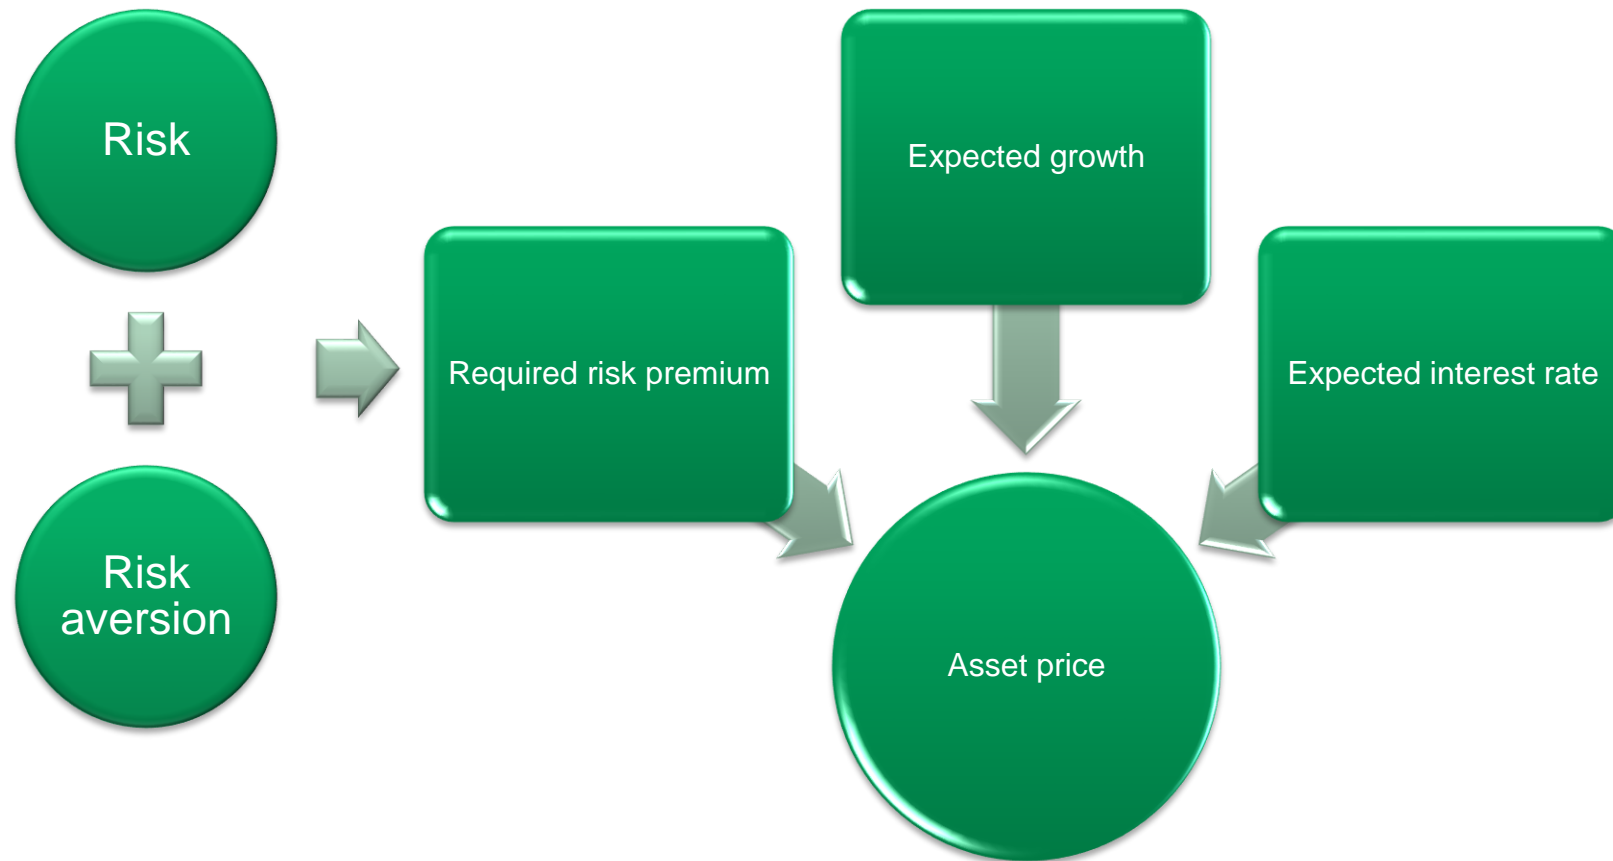 Risk
Risk
aversion
Required risk premium
Expected growth
Expected interest rate
Asset price